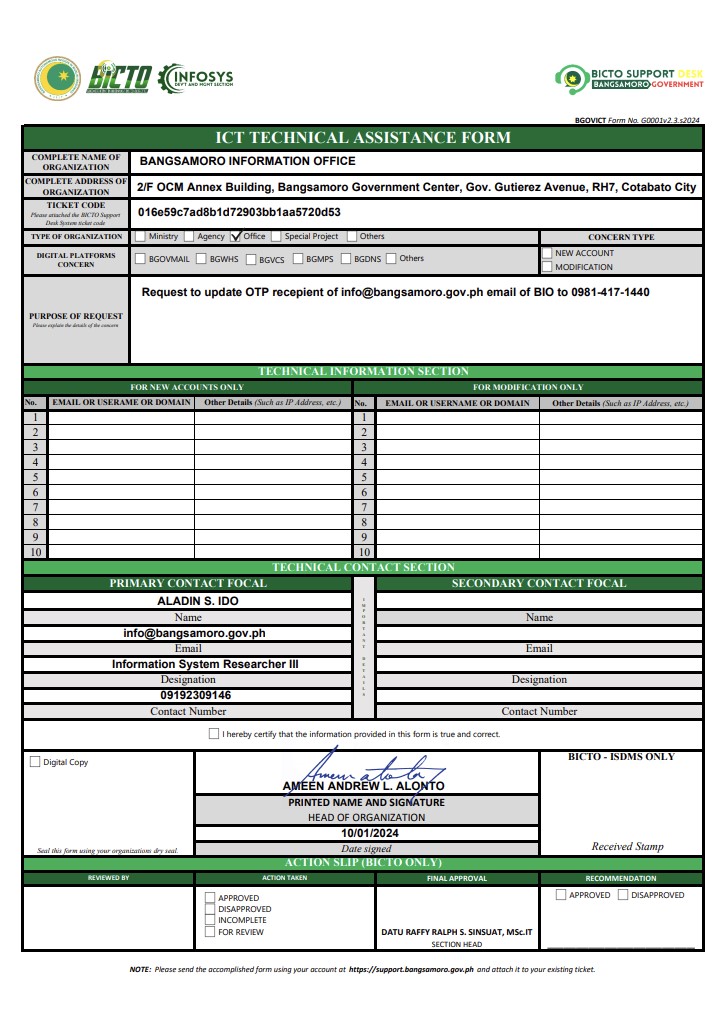 BICTO
INFOSYS
DEV'T AND MGMT SECTION
BICTO SUPPORT DESK
BANGSAMORO GOVERNMENT
BGOVICT Form No. G0001v2.3.s2024
ICT TECHNICAL ASSISTANCE FORM
COMPLETE NAME OF ORGANIZATION
BANGSAMORO INFORMATION OFFICE
COMPLETE ADDRESS OF ORGANIZATION
2/F OCM Annex Building, Bangsamoro Government Center, Gov. Gutierez Avenue, RH7, Cotabato City
TICKET CODE
Please attached the BICTO Support Desk System ticket code
016e59c7ad8b1d72903bb1aa5720d53
TYPE OF ORGANIZATION
Ministry Agency Office Special Project Others
CONCERN TYPE
DIGITAL PLATFORMS CONCERN
BGOVMAIL BGWHS BGVCS BGMPS BGDNS Others
NEW ACCOUNT
MODIFICATION
PURPOSE OF REQUEST
Please explain the details of the concern
Request to update OTP recepient of info@bangsamoro.gov.ph email of BIO to 0981-417-1440
TECHNICAL INFORMATION SECTION
FOR NEW ACCOUNTS ONLY FOR MODIFICATION ONLY
No. EMAIL OR USERAME OR DOMAIN Other Details (Such as IP Address, etc.) No. EMAIL OR USERNAME OR DOMAIN Other Details (Such as IP Address, etc.)
1 1
2 2
3 3
4 4
5 5
6 6
7 7
8 8
9 9
10 10
TECHNICAL CONTACT SECTION
PRIMARY CONTACT FOCAL
ALADIN S. IDO
Name
info@bangsamoro.gov.ph
Email
Information System Researcher III
Designation
09192309146
Contact Number
IMPORTANT DETAILS
SECONDARY CONTACT FOCAL
Name
Email
Designation
Contact Number
I hereby certify that the information provided in this form is true and correct.
Digital Copy
Seal this form using your organizations dry seal.
AMEEN ANDREW L. ALONTO
PRINTED NAME AND SIGNATURE
HEAD OF ORGANIZATION
10/01/2024
Date signed
BICTO - ISDMS ONLY
Received Stamp
ACTION SLIP (BICTO ONLY)
REVIEWED BY ACTION TAKEN FINAL APPROVAL RECOMMENDATION
APPROVED
DISAPPROVED
INCOMPLETE
FOR REVIEW
DATU RAFFY RALPH S. SINSUAT, MSc.IT
SECTION HEAD
APPROVED DISAPPROVED
NOTE: Please send the accomplished form using your account at https://support.bangsamoro.gov.ph and attach it to your existing ticket.